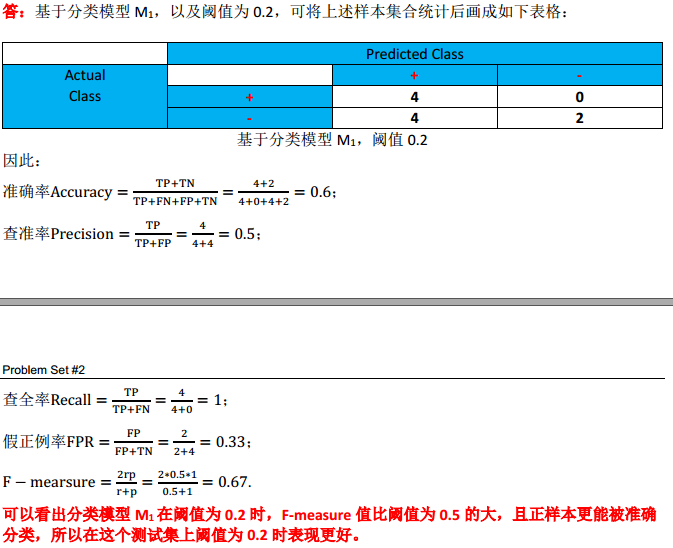 答：基于分类模型 M₁，以及阈值为 0.2，可将上述样本集合统计后画成如下表格：
Predicted Class
Actual
Class
+ -
+ 4 0
- 4 2
基于分类模型 M₁，阈值 0.2
因此：
准确率Accuracy = TP+TN / TP+FN+FP+TN = 4+2 / 4+0+4+2 = 0.6;
查准率Precision = TP / TP+FP = 4 / 4+4 = 0.5;
Problem Set #2
查全率Recall = TP / TP+FN = 4 / 4+0 = 1;
假正例率FPR = FP / FP+TN = 2 / 2+4 = 0.33;
F − mearsure = 2rp / r+p = 2*0.5*1 / 0.5+1 = 0.67.
可以看出分类模型 M₁ 在阈值为 0.2 时，F-measure 值比阈值为 0.5 的大，且正样本更能被准确
分类，所以在这个测试集上阈值为 0.2 时表现更好。